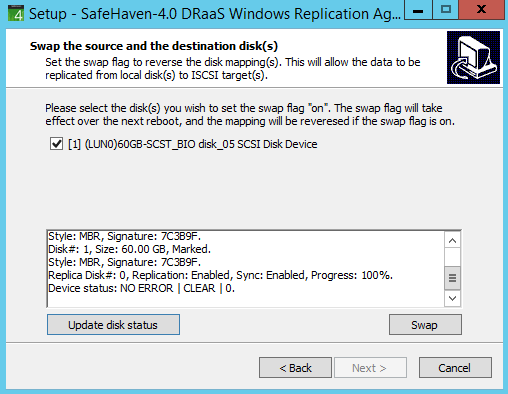 Setup - SafeHaven-4.0 DRaaS Windows Replication Ag...
Swap the source and the destination disk(s)
Set the swap flag to reverse the disk mapping(s). This will allow the data to be
replicated from local disk(s) to ISCSI target(s).
Please select the disk(s) you wish to set the swap flag "on". The swap flag will take
effect over the next reboot, and the mapping will be reveresed if the swap flag is on.
[1] (LUN0)60GB-SCST_BIO disk_05 SCSI Disk Device
Style: MBR, Signature: 7C3B9F.
Disk#: 1, Size: 60.00 GB, Marked.
Style: MBR, Signature: 7C3B9F.
Replica Disk#: 0, Replication: Enabled, Sync: Enabled, Progress: 100%.
Device status: NO ERROR | CLEAR | 0.
Update disk status
Swap
< Back
Next >
Cancel